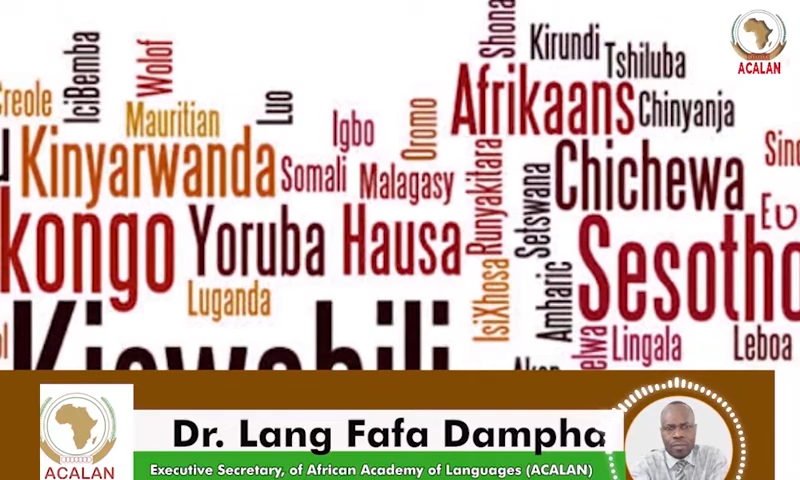 Creole
IciBemba
Wolof
Shona
Kirundi
Tshiluba
ACALAN
Mauritian
Luo
Igbo
Oromo
Afrikaans
Chinyanja
Kinyarwanda
Somali
Malagasy
Runyakitara
Setswana
Chichewa
kongo
Yoruba
Hausa
Luganda
IsiXhosa
Amharic
Sesotho
Lingala
Leboa
Kiswahili
Dr. Lang Fafa Dampha
ACALAN
Executive Secretary, of African Academy of Languages (ACALAN)